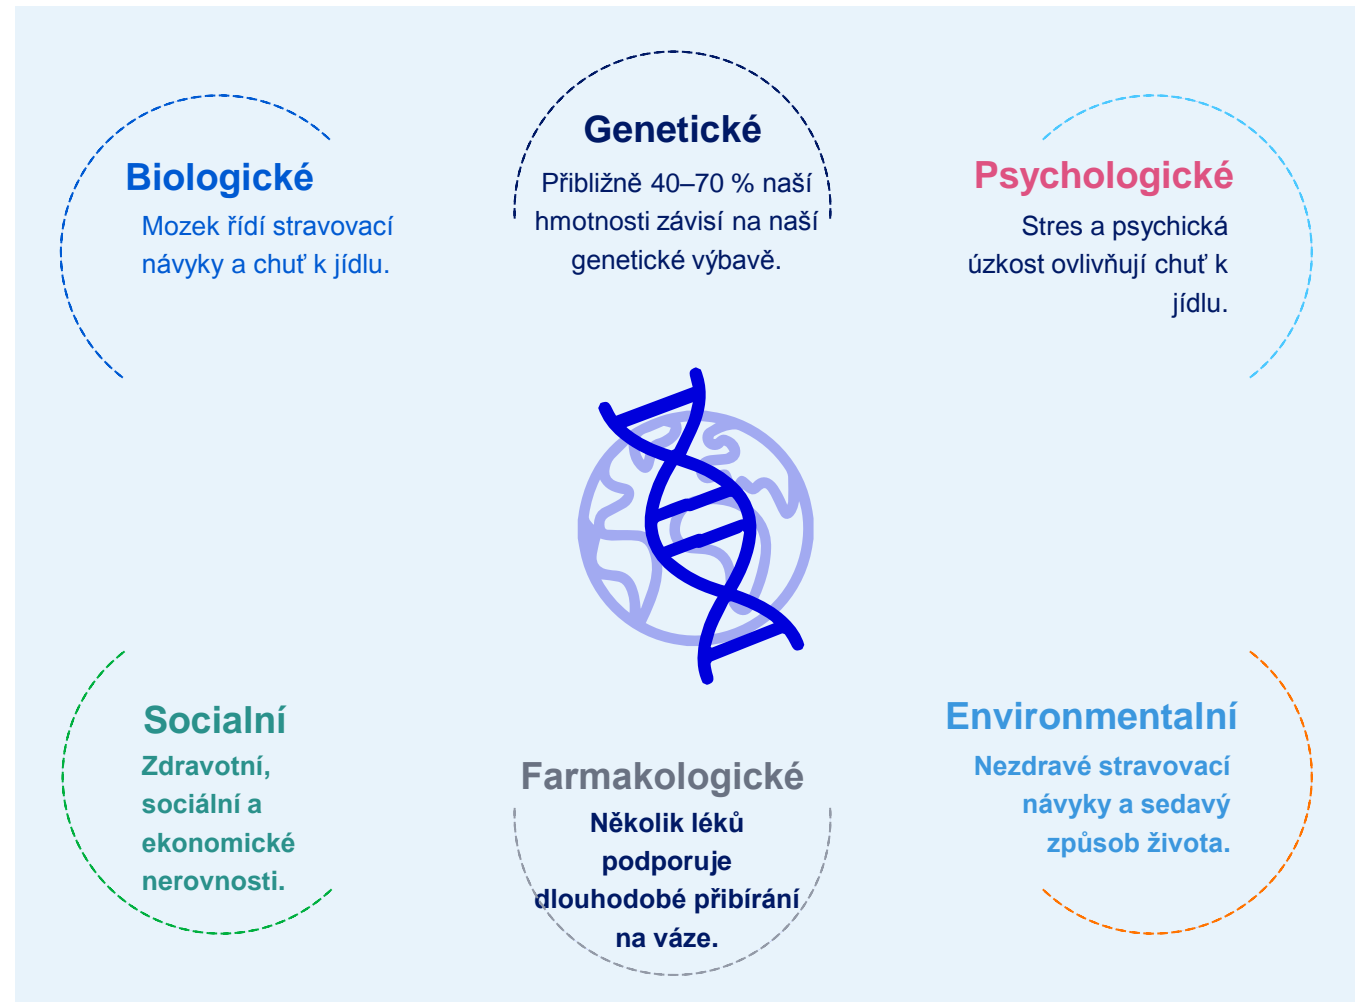 Biologické
Mozek řídí stravovací
návyky a chuť k jídlu.
Genetické
Přibližně 40–70 % naší
hmotnosti závisí na naší
genetické výbavě.
Psychologické
Stres a psychická
úzkost ovlivňují chuť k
jídlu.
Socialní
Zdravotní,
sociální a
ekonomické
nerovnosti.
Farmakologické
Několik léků
podporuje
dlouhodobé přibírání
na váze.
Environmentalní
Nezdravé stravovací
návyky a sedavý
způsob života.